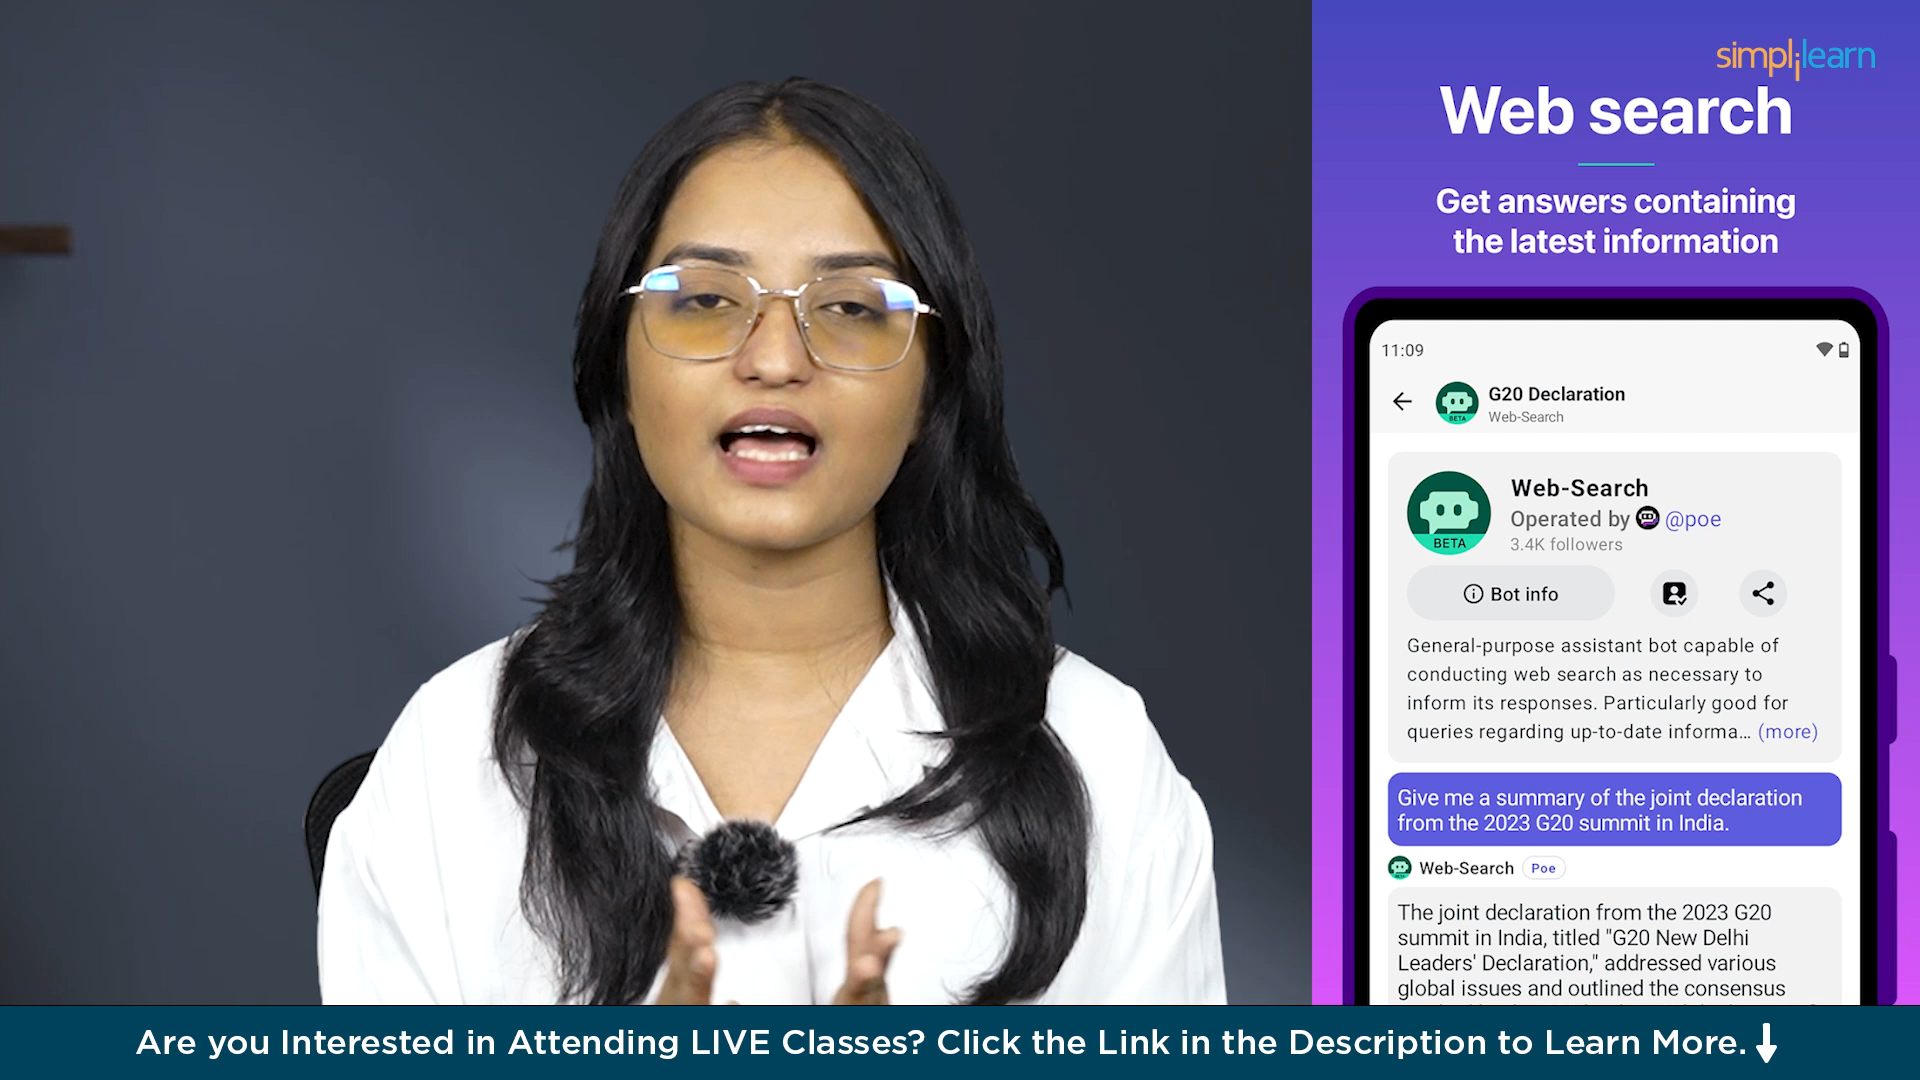 simplilearn
Web search
Get answers containing
the latest information
11:09
G20 Declaration
Web-Search
BETA
Web-Search
Operated by @poe
3.4K followers
BETA
Bot info
General-purpose assistant bot capable of
conducting web search as necessary to
inform its responses. Particularly good for
queries regarding up-to-date informa... (more)
Give me a summary of the joint declaration
from the 2023 G20 summit in India.
Web-Search Poe
The joint declaration from the 2023 G20
summit in India, titled "G20 New Delhi
Leaders' Declaration," addressed various
global issues and outlined the consensus
Are you Interested in Attending LIVE Classes? Click the Link in the Description to Learn More.